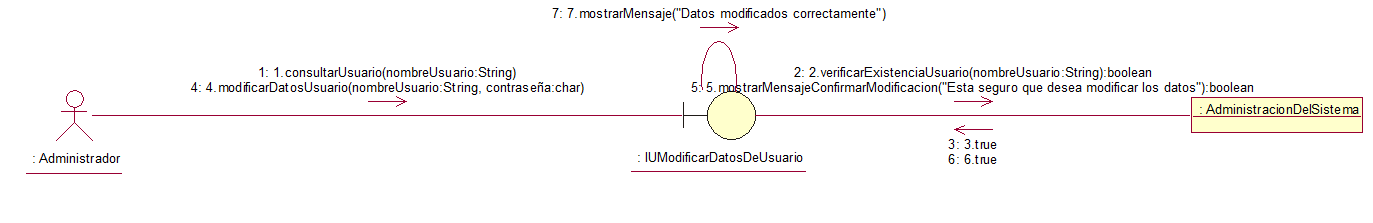 7: 7.mostrarMensaje("Datos modificados correctamente")
1: 1.consultarUsuario(nombreUsuario:String)
4: 4.modificarDatosUsuario(nombreUsuario:String, contraseña:char)
2: 2.verificarExistenciaUsuario(nombreUsuario:String):boolean
5: 5.mostrarMensajeConfirmarModificacion("Esta seguro que desea modificar los datos"):boolean
: AdministracionDelSistema
3: 3.true
6: 6.true
: Administrador
: IUModificarDatosDeUsuario